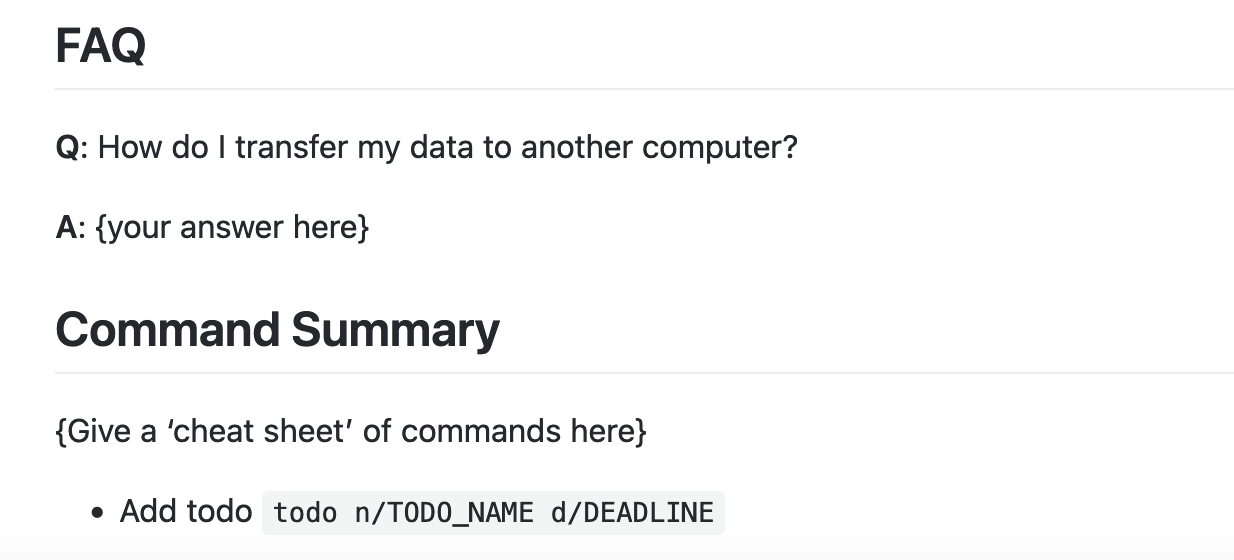 FAQ
Q: How do I transfer my data to another computer?
A: {your answer here}
Command Summary
{Give a ‘cheat sheet’ of commands here}
• Add todo todo n/TODO_NAME d/DEADLINE